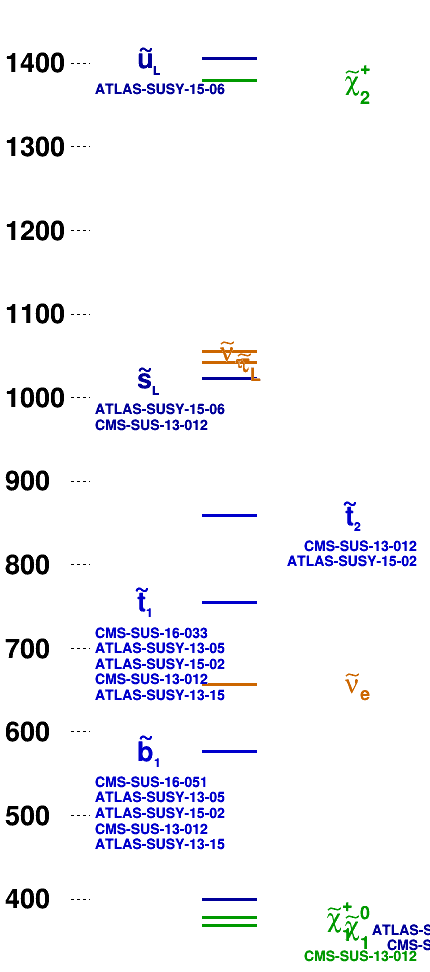 1400
ũL
ATLAS-SUSY-15-06
χ̃2+
1300
1200
1100
ν̃
τ̃L
1000
s̃L
ATLAS-SUSY-15-06
CMS-SUS-13-012
900
t̃2
CMS-SUS-13-012
ATLAS-SUSY-15-02
800
t̃1
700
CMS-SUS-16-033
ATLAS-SUSY-13-05
ATLAS-SUSY-15-02
CMS-SUS-13-012
ATLAS-SUSY-13-15
ν̃e
600
b̃1
CMS-SUS-16-051
ATLAS-SUSY-13-05
ATLAS-SUSY-15-02
CMS-SUS-13-012
ATLAS-SUSY-13-15
500
400
χ̃1+
χ̃10
ATLAS-S
CMS-S
CMS-SUS-13-012